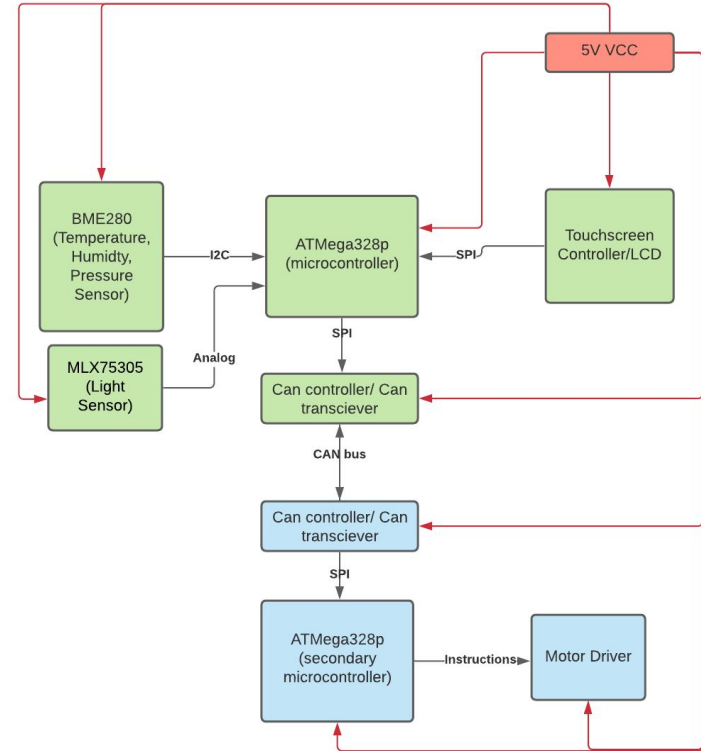 5V VCC
BME280
(Temperature,
Humidty,
Pressure
Sensor)
I2C
ATMega328p
(microcontroller)
SPI
Touchscreen
Controller/LCD
MLX75305
(Light
Sensor)
Analog
SPI
Can controller/ Can
transciever
CAN bus
Can controller/ Can
transciever
SPI
ATMega328p
(secondary
microcontroller)
Instructions
Motor Driver